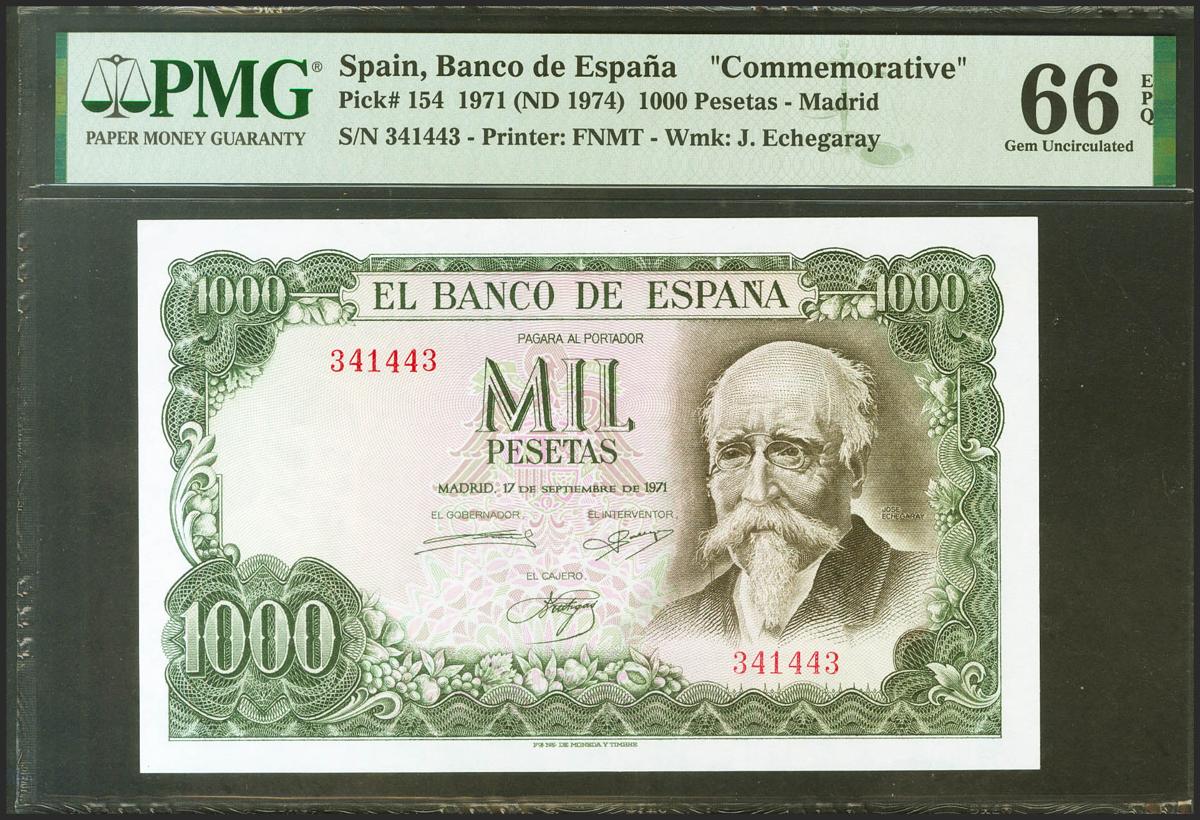 PMG®
PAPER MONEY GUARANTY
Spain, Banco de España "Commemorative"
Pick# 154 1971 (ND 1974) 1000 Pesetas - Madrid
S/N 341443 - Printer: FNMT - Wmk: J. Echegaray
66 EPQ
Gem Uncirculated
1000 EL BANCO DE ESPAÑA 1000
PAGARA AL PORTADOR
341443
MIL
PESETAS
MADRID, 17 DE SEPTIEMBRE DE 1971
EL GOBERNADOR, EL INTERVENTOR,
JOSE
ECHEGARAY
EL CAJERO,
1000
341443